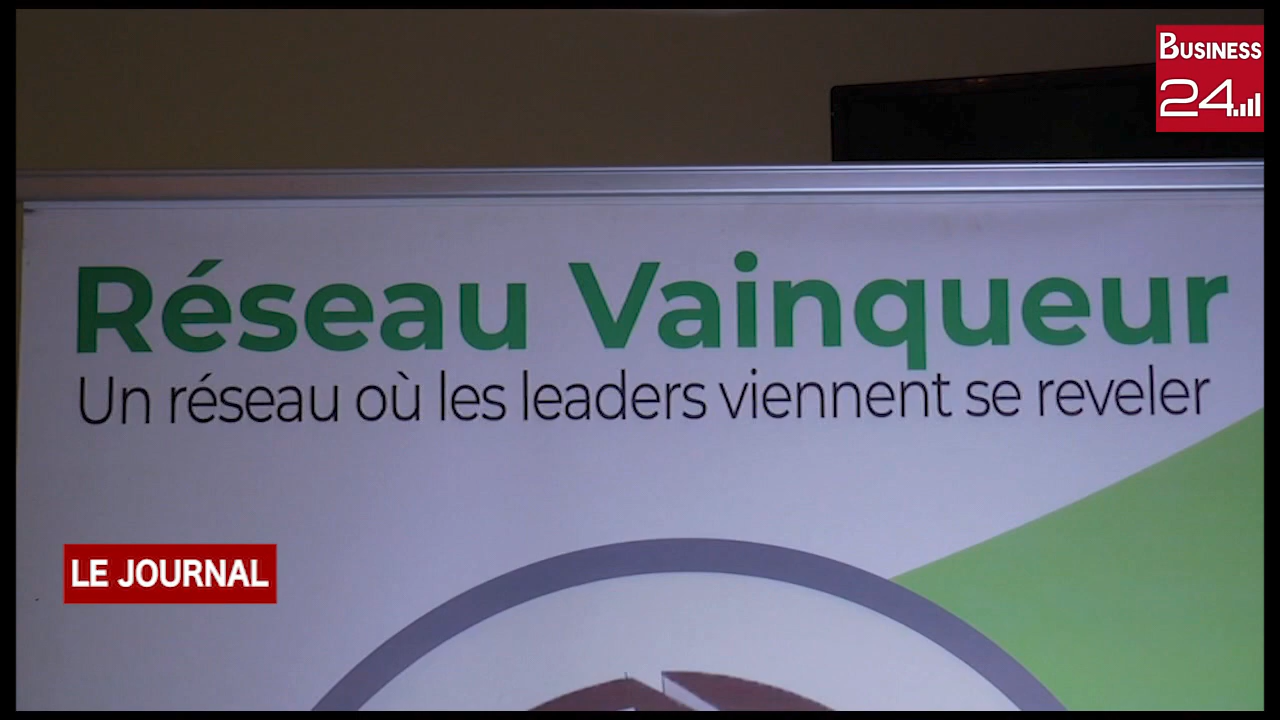 BUSINESS
24
Réseau Vainqueur
Un réseau où les leaders viennent se reveler
LE JOURNAL